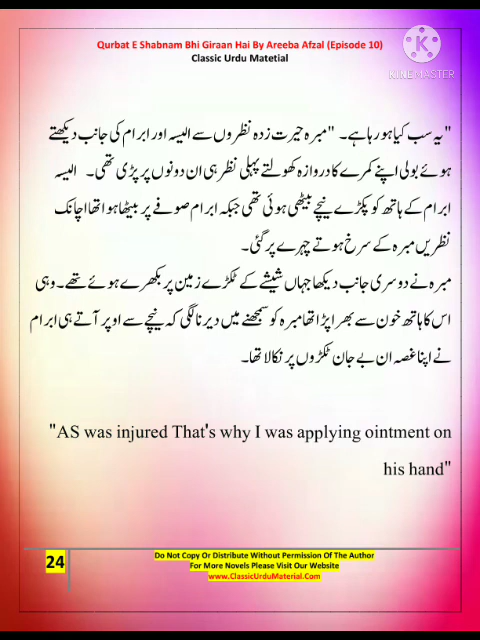 Qurbat E Shabnam Bhi Giraan Hai By Areeba Afzal (Episode 10)
Classic Urdu Matetial
KINEMASTER
"یہ سب کیا ہو رہا ہے۔ "مبرہ حیرت زدہ نظروں سے الیسہ اور ابرام کی جانب دیکھتے
ہوئے بولی اپنے کمرے کا دروازہ کھولتے پہلی نظر ہی ان دونوں پر پڑی تھی۔ الیسہ
ابرام کے ہاتھ کو پکڑے نیچے بیٹھی ہوئی تھی جبکہ ابرام صوفے پر بیٹھا ہوا تھا اچانک
نظریں مبرہ کے سرخ ہوتے چہرے پر گئی۔
مبرہ نے دوسری جانب دیکھا جہاں شیشے کے ٹکڑے زمین پر بکھرے ہوئے تھے۔ وہی
اس کا ہاتھ خون سے بھرا پڑا تھا مبرہ کو سمجھنے میں دیر نا لگی کہ نیچے سے اوپر آتے ہی ابرام
نے اپنا غصہ ان بے جان ٹکڑوں پر نکالا تھا۔
"AS was injured That's why I was applying ointment on
his hand"
24
Do Not Copy Or Distribute Without Permission Of The Author
For More Novels Please Visit Our Website
www.ClassicUrduMaterial.Com